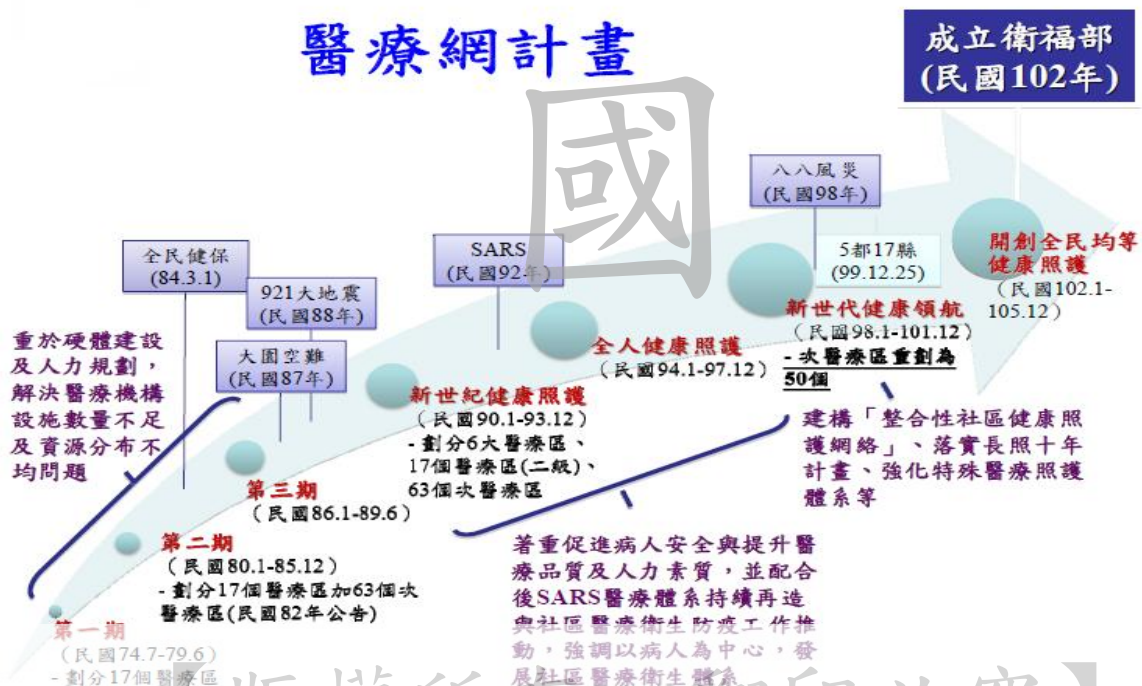 醫療網計畫
成立衛福部
(民國102年)
國
八八風災
(民國98年)
SARS
(民國92年)
5都17縣
(99.12.25)
全民健保
(84.3.1)
921大地震
(民國88年)
大園空難
(民國87年)
開創全民均等
健康照護
(民國102.1-
105.12)
新世代健康領航
(民國98.1-101.12)
- 次醫療區重劃為
50個
全人健康照護
(民國94.1-97.12)
新世紀健康照護
(民國90.1-93.12)
- 劃分6大醫療區、
17個醫療區(二級)、
63個次醫療區
重於硬體建設
及人力規劃,
解決醫療機構
設施數量不足
及資源分布不
均問題
建構「整合性社區健康照
護網絡」、落實長照十年
計畫、強化特殊醫療照護
體系等
第三期
(民國86.1-89.6)
第二期
(民國80.1-85.12)
- 劃分17個醫療區加63個次
醫療區(民國82年公告)
著重促進病人安全與提升醫
療品質及人力素質,並配合
後SARS醫療體系持續再造
與社區醫療衛生防疫工作推
動,強調以病人為中心,發
展社區醫療衛生體系
第一期
(民國74.7-79.6)
- 劃分17個醫療區